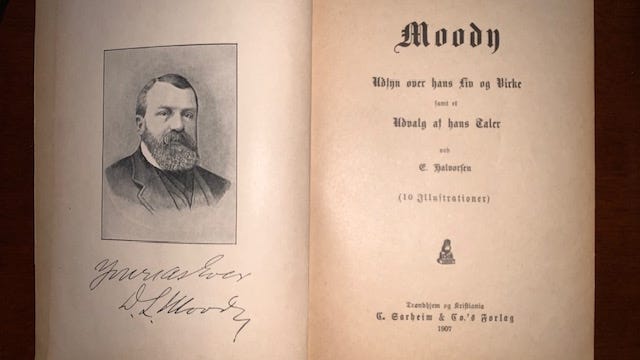 Yours as Ever
D. L. Moody
Moody
Udsyn over hans Liv og Virke
samt et
Udvalg af hans Taler
ved
E. Halvorsen
(10 Illustrationer)
Trondhjem og Kristiania
C. Sørheim & Co.'s Forlag
1907